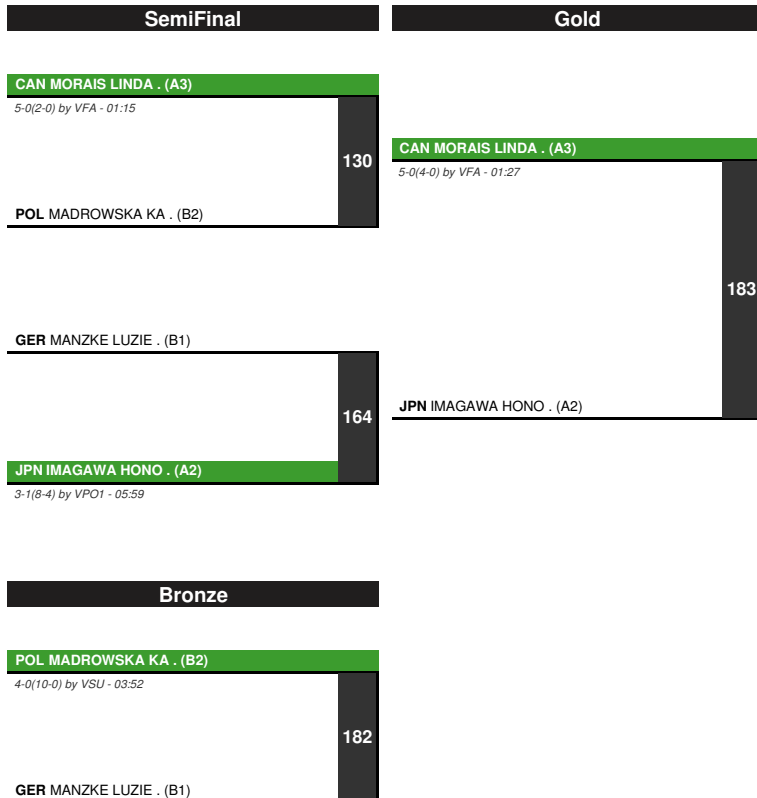 SemiFinal
Gold
CAN MORAIS LINDA . (A3)
5-0(2-0) by VFA - 01:15
130
POL MADROWSKA KA . (B2)
CAN MORAIS LINDA . (A3)
5-0(4-0) by VFA - 01:27
183
JPN IMAGAWA HONO . (A2)
GER MANZKE LUZIE . (B1)
164
JPN IMAGAWA HONO . (A2)
3-1(8-4) by VPO1 - 05:59
Bronze
POL MADROWSKA KA . (B2)
4-0(10-0) by VSU - 03:52
182
GER MANZKE LUZIE . (B1)